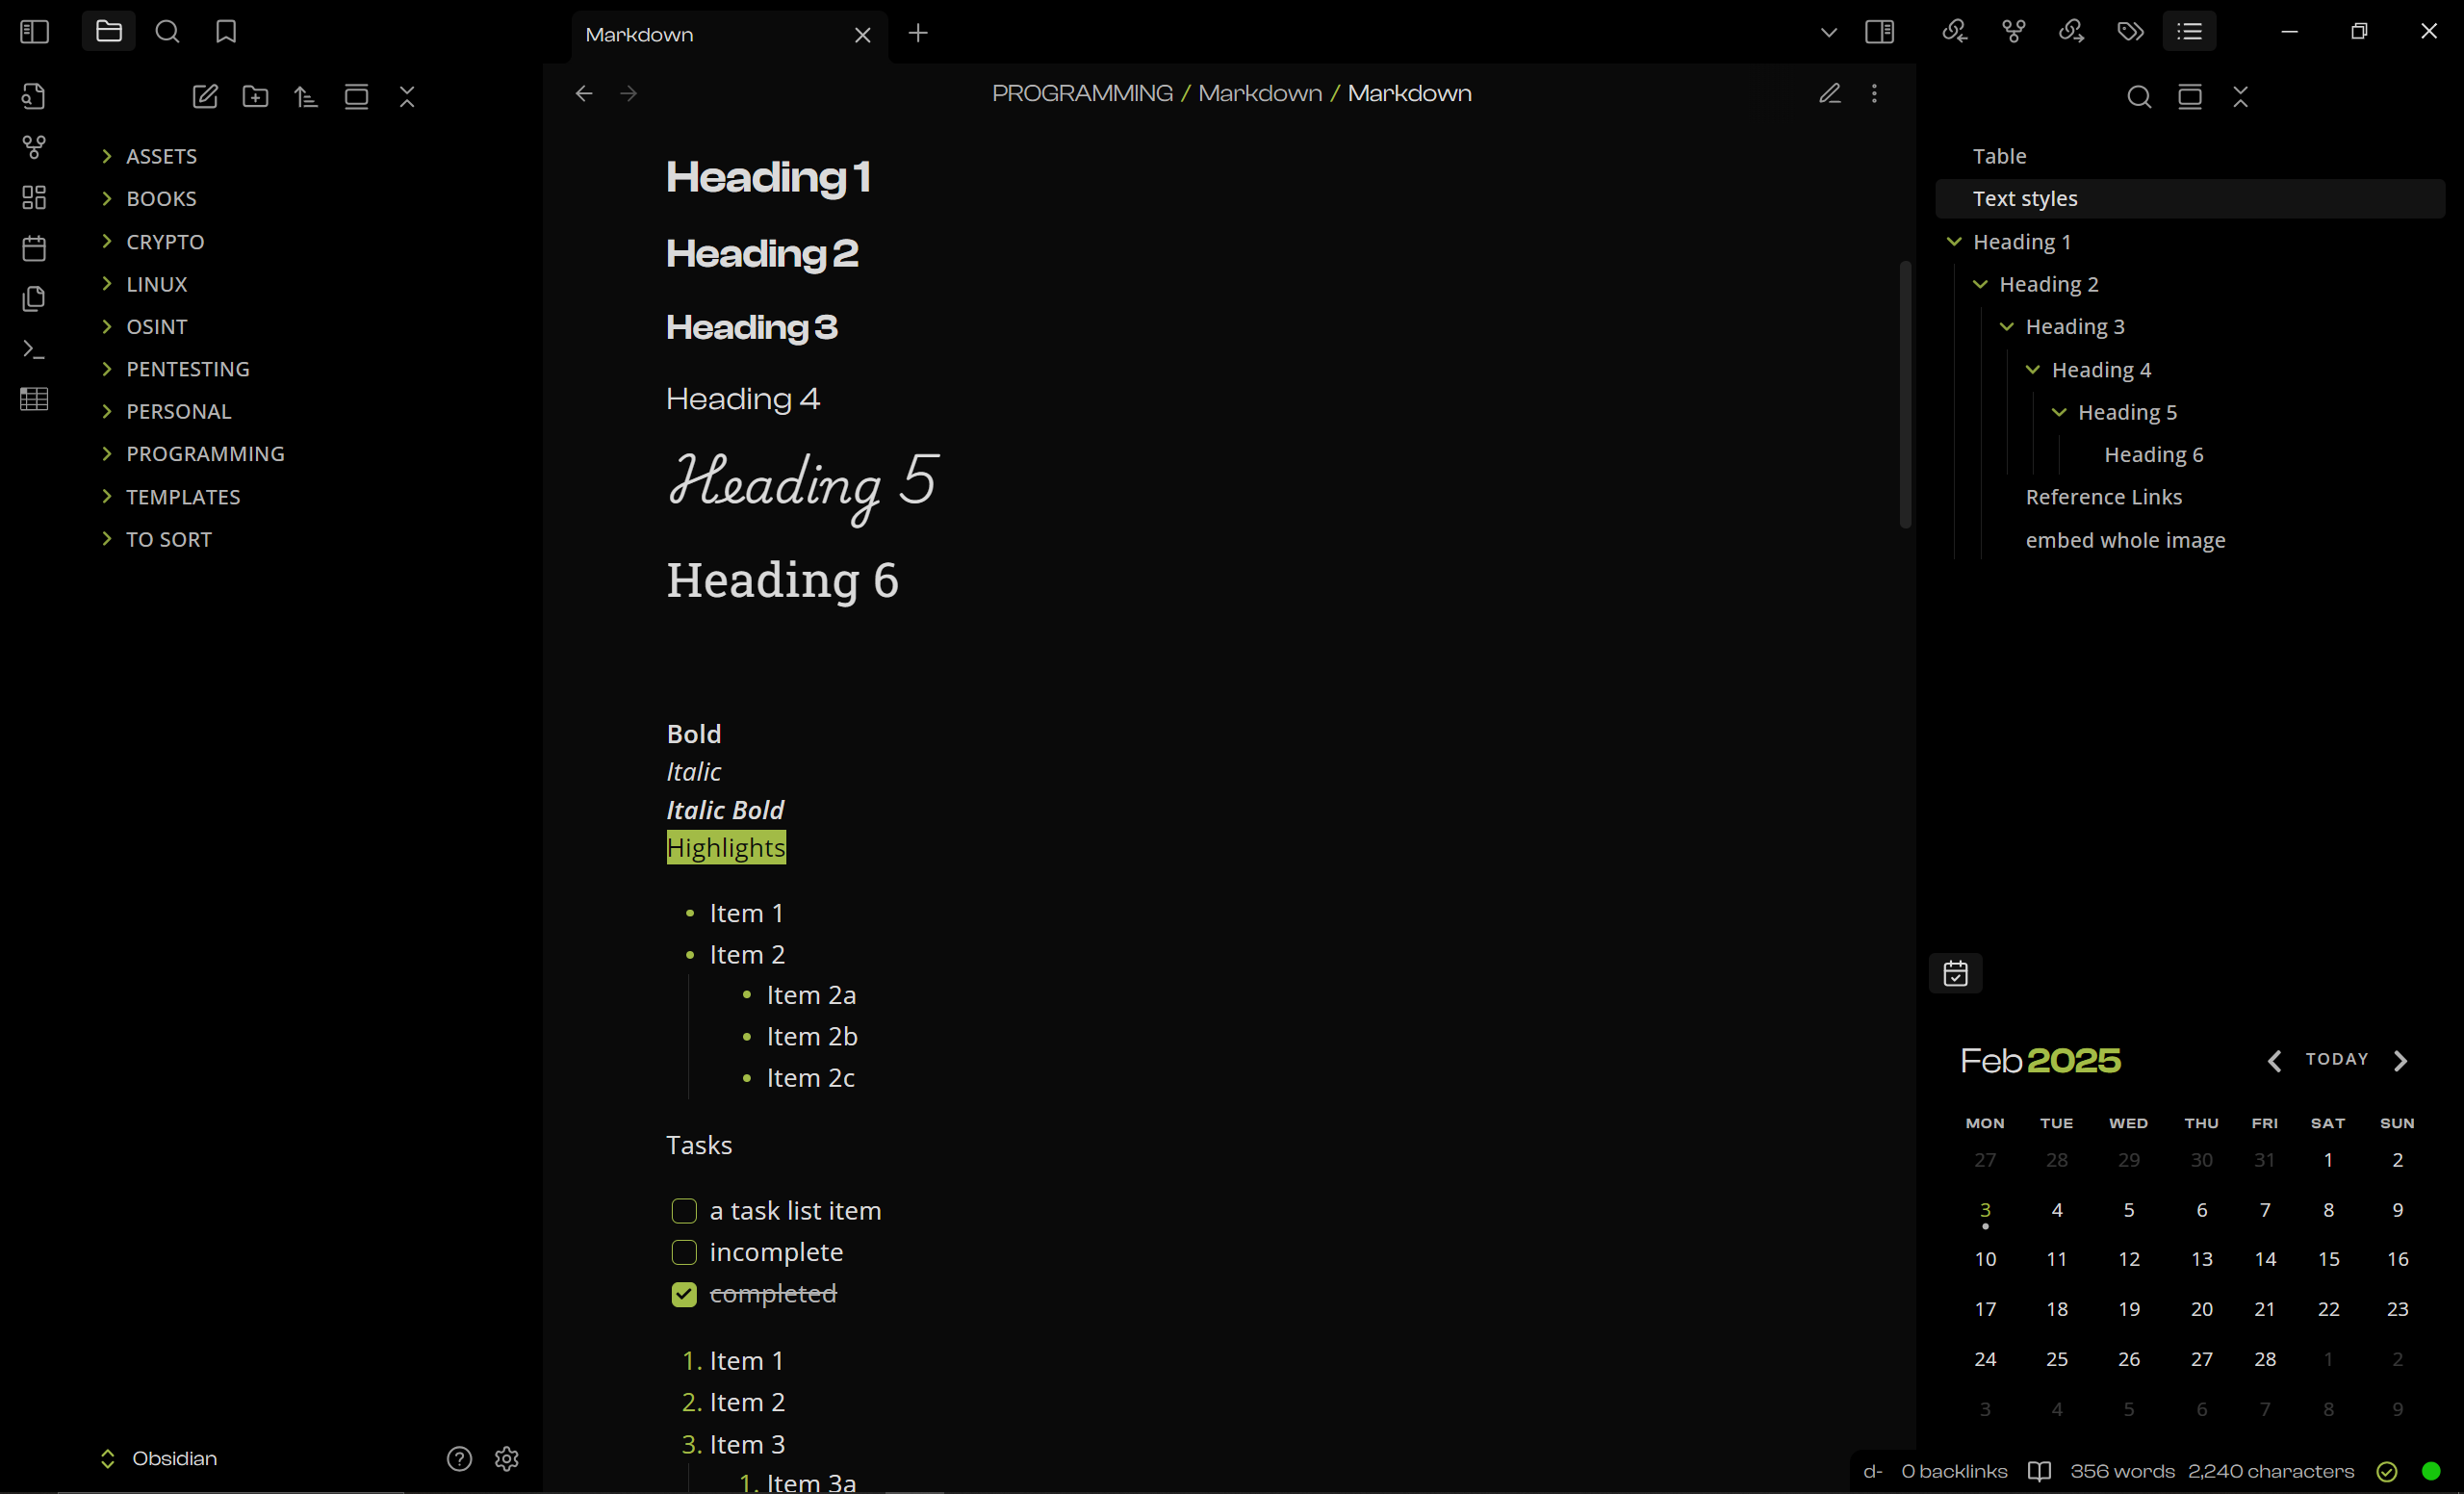 Markdown
PROGRAMMING / Markdown / Markdown
ASSETS
BOOKS
CRYPTO
LINUX
OSINT
PENTESTING
PERSONAL
PROGRAMMING
TEMPLATES
TO SORT
Obsidian
Heading 1
Heading 2
Heading 3
Heading 4
Heading 5
Heading 6
Bold
Italic
Italic Bold
Highlights
• Item 1
• Item 2
• Item 2a
• Item 2b
• Item 2c
Tasks
a task list item
incomplete
completed
1. Item 1
2. Item 2
3. Item 3
1. Item 3a
Table
Text styles
Heading 1
Heading 2
Heading 3
Heading 4
Heading 5
Heading 6
Reference Links
embed whole image
Feb 2025 TODAY
MON TUE WED THU FRI SAT SUN
27 28 29 30 31 1 2
3 4 5 6 7 8 9
10 11 12 13 14 15 16
17 18 19 20 21 22 23
24 25 26 27 28 1 2
3 4 5 6 7 8 9
d- 0 backlinks 356 words 2,240 characters